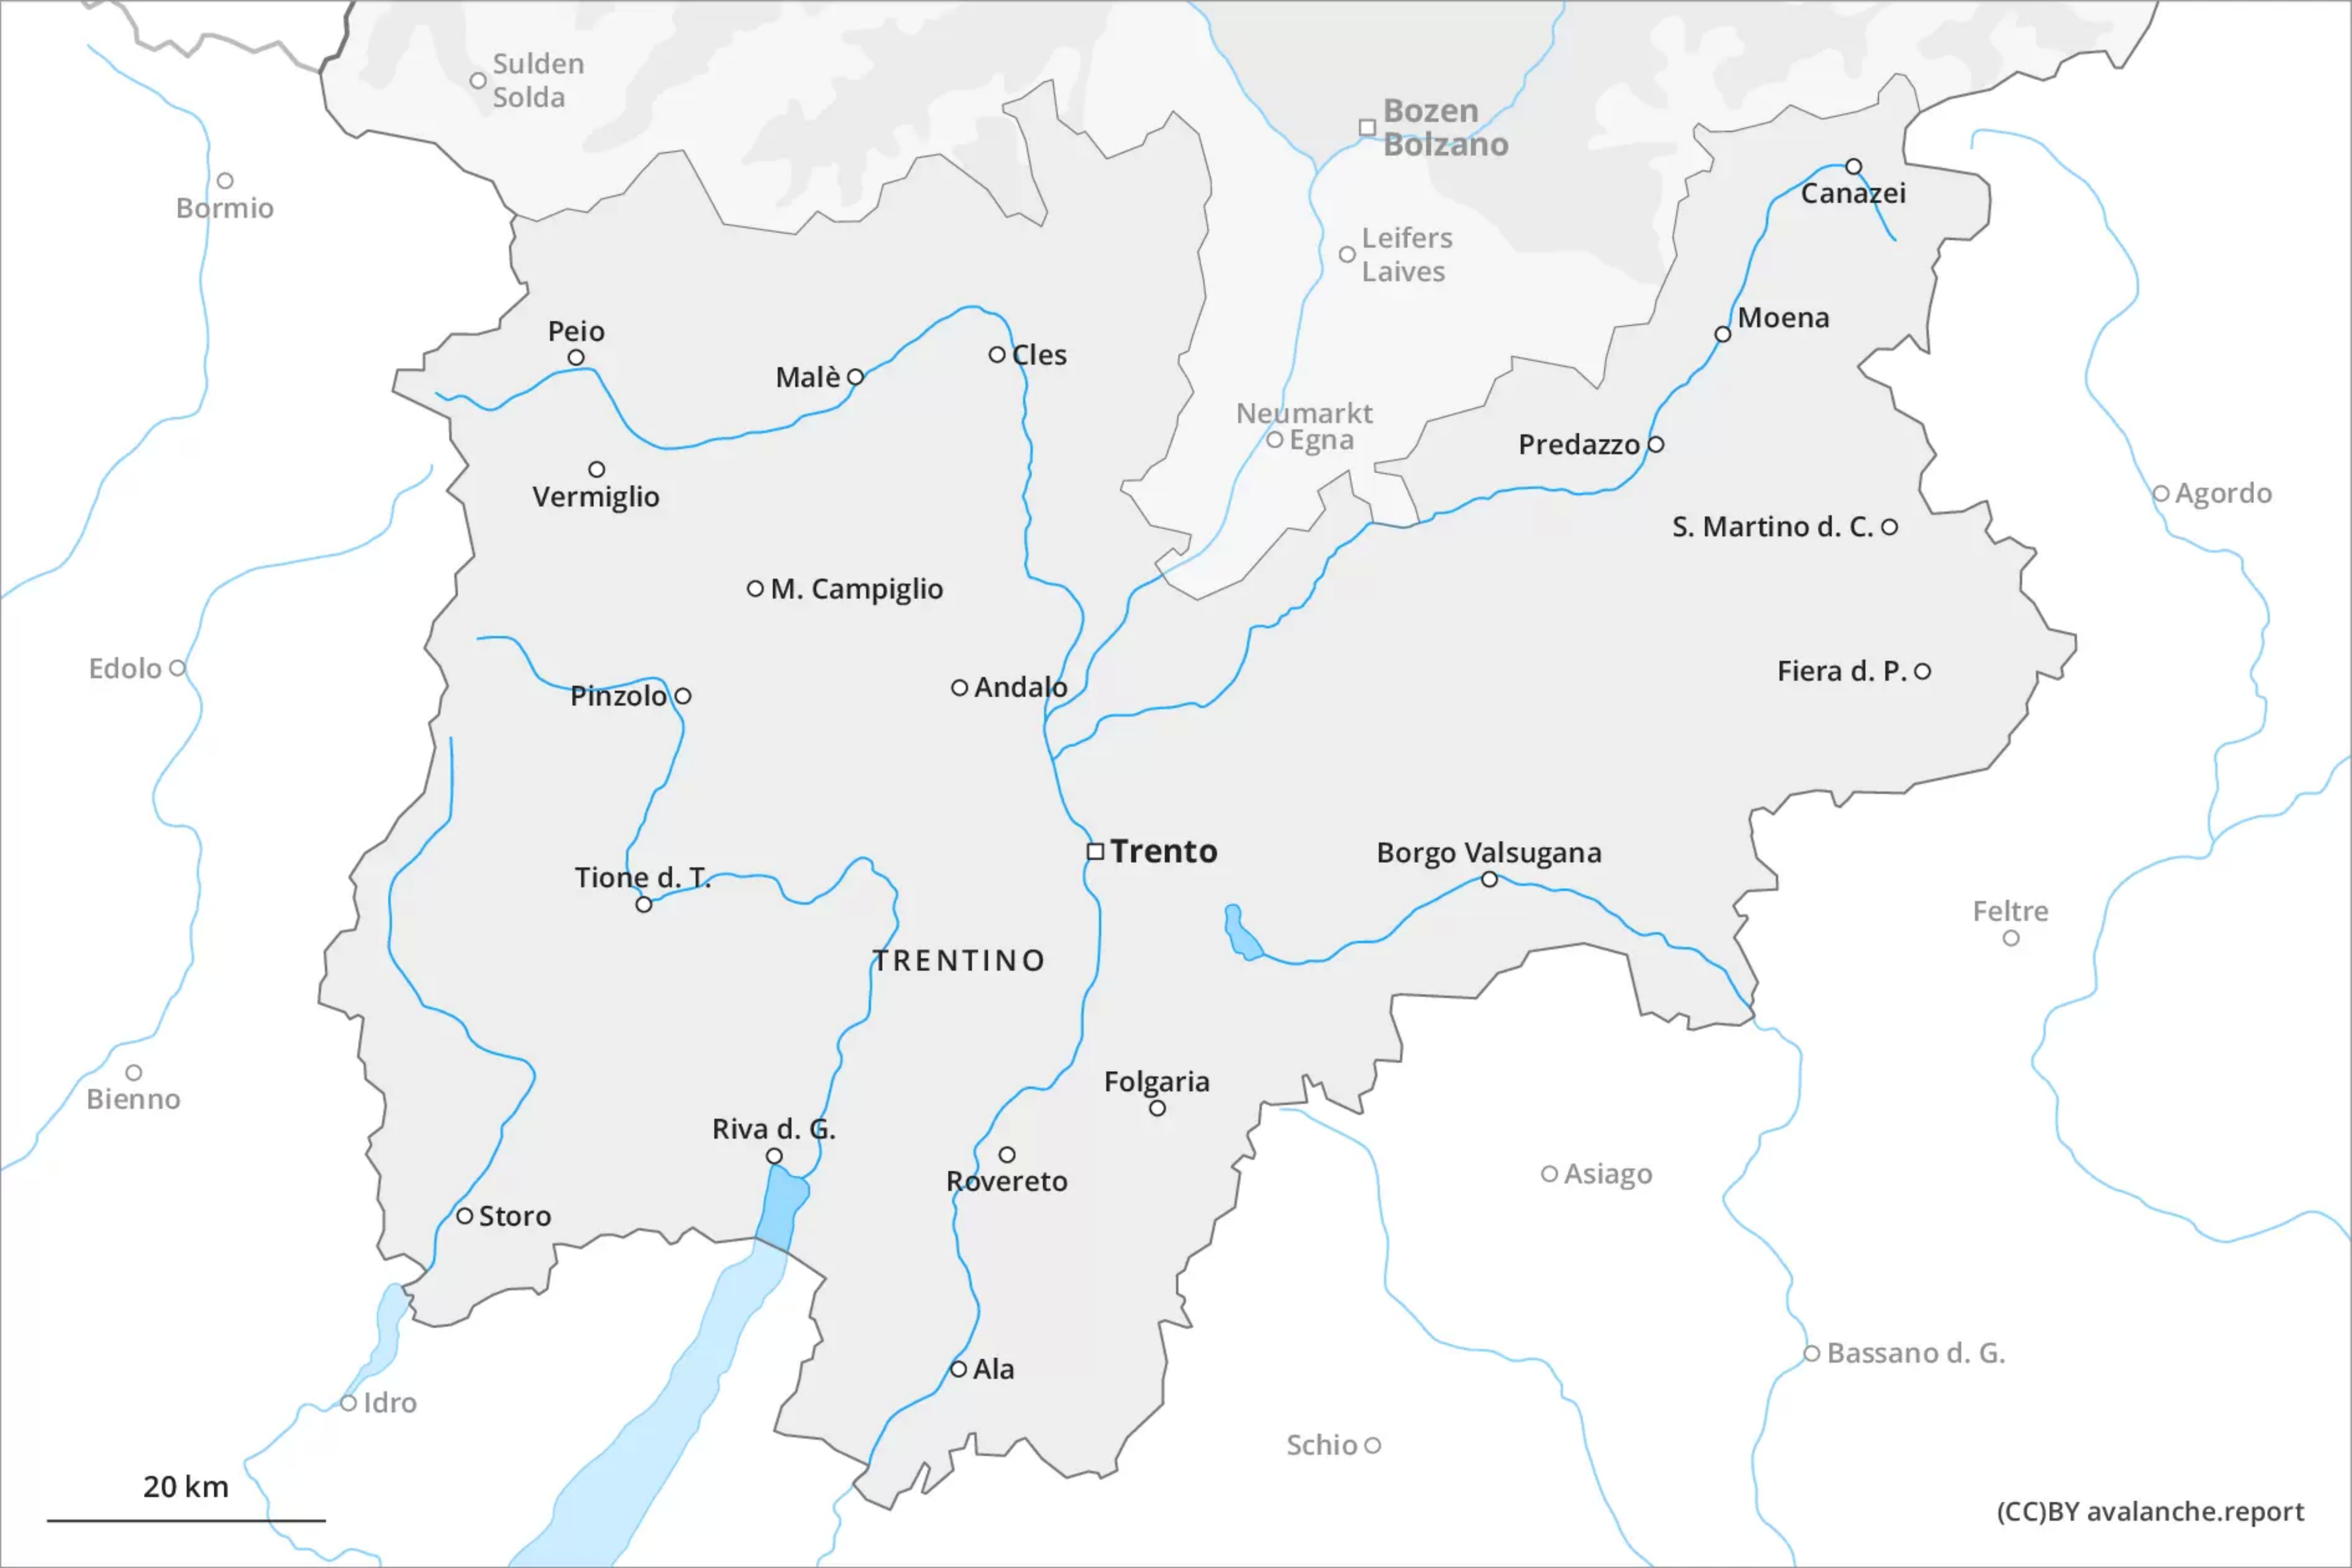 Sulden
Solda
Bozen
Bolzano
Bormio
Canazei
Leifers
Laives
Moena
Peio
Cles
Malè
Neumarkt
Egna
Predazzo
Vermiglio
Agordo
S. Martino d. C.
M. Campiglio
Edolo
Pinzolo
Andalo
Fiera d. P.
Trento
Borgo Valsugana
Tione d. T.
Feltre
TRENTINO
Bienno
Folgaria
Riva d. G.
Rovereto
Asiago
Storo
Bassano d. G.
Ala
Idro
Schio
20 km
(CC)BY avalanche.report